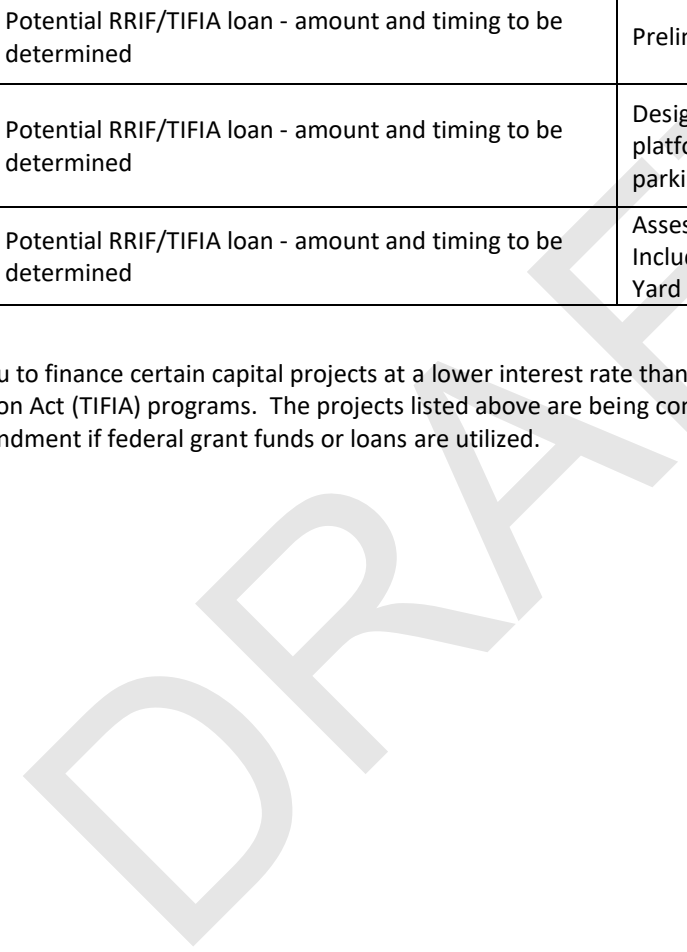 Potential RRIF/TIFIA loan - amount and timing to be
determined
Potential RRIF/TIFIA loan - amount and timing to be
determined
platfo
Potential RRIF/TIFIA loan - amount and timing to be
determined
Yard
u to finance certain capital projects at a lower interest rate than
on Act (TIFIA) programs. The projects listed above are being con
ndment if federal grant funds or loans are utilized.
DRAFT